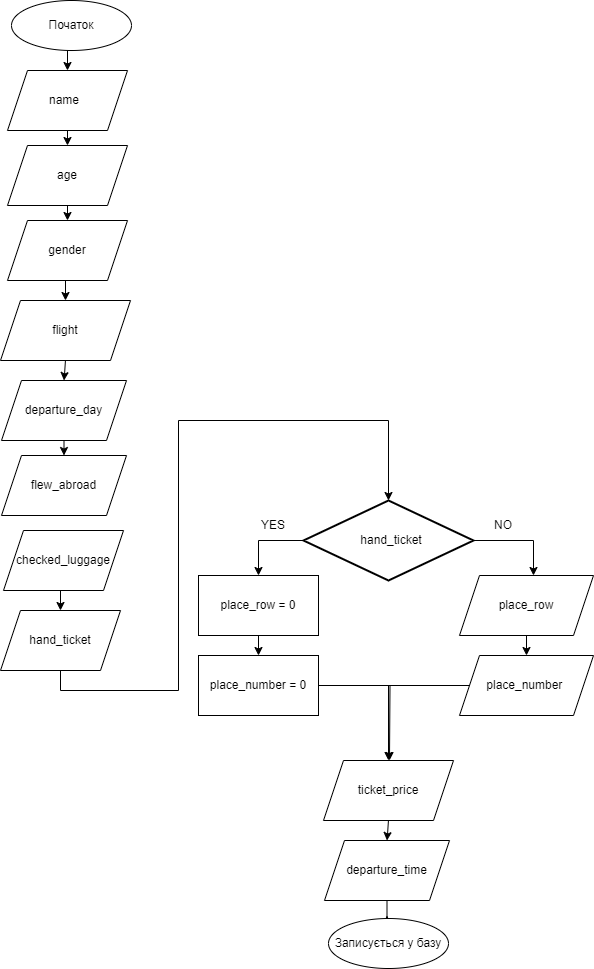 Початок
name
age
gender
flight
departure_day
flew_abroad
checked_luggage
hand_ticket
hand_ticket
YES
NO
place_row = 0
place_row
place_number = 0
place_number
ticket_price
departure_time
Записується у базу